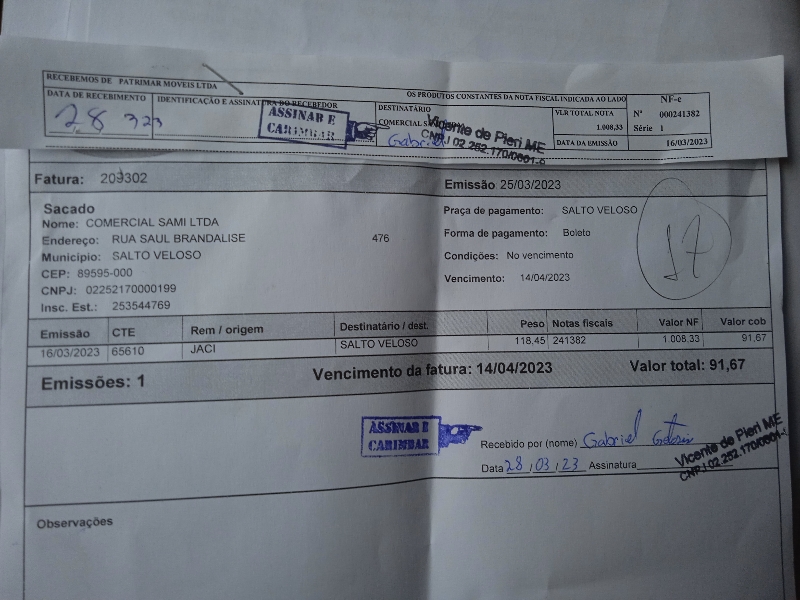 RECEBEMOS DE PATRIMAR MOVEIS LTDA
OS PRODUTOS CONSTANTES DA NOTA FISCAL INDICADA AO LADO
NF-e
DATA DE RECEBIMENTO
IDENTIFICAÇÃO E ASSINATURA DO RECEBEDOR
DESTINATÁRIO
VLR TOTAL NOTA
Nº 000241382
28 323
ASSINAR E
CARIMBAR
COMERCIAL
1.008,33
Série 1
Gabriel
Vicente de Pieri ME
CNPJ 02.252.170/0001-
DATA DA EMISSÃO
16/03/2023
Fatura: 209302
Emissão 25/03/2023
Sacado
Nome: COMERCIAL SAMI LTDA
Endereço: RUA SAUL BRANDALISE 476
Municipio: SALTO VELOSO
CEP: 89595-000
CNPJ: 02252170000199
Insc. Est.: 253544769
Praça de pagamento: SALTO VELOSO
Forma de pagamento: Boleto
Condições: No vencimento
Vencimento: 14/04/2023
Emissão CTE Rem / origem Destinatário / dest. Peso Notas fiscais Valor NF Valor cob
16/03/2023 65610 JACI SALTO VELOSO 118.45 241382 1.008.33 91,67
Emissões: 1 Vencimento da fatura: 14/04/2023 Valor total: 91,67
ASSINAR E
CARIMBAR
Recebido por (nome) Gabriel
Data 28/03/23 Assinatura
Vicente de Pieri ME
CNPJ 02.252.170/0001-
Observações